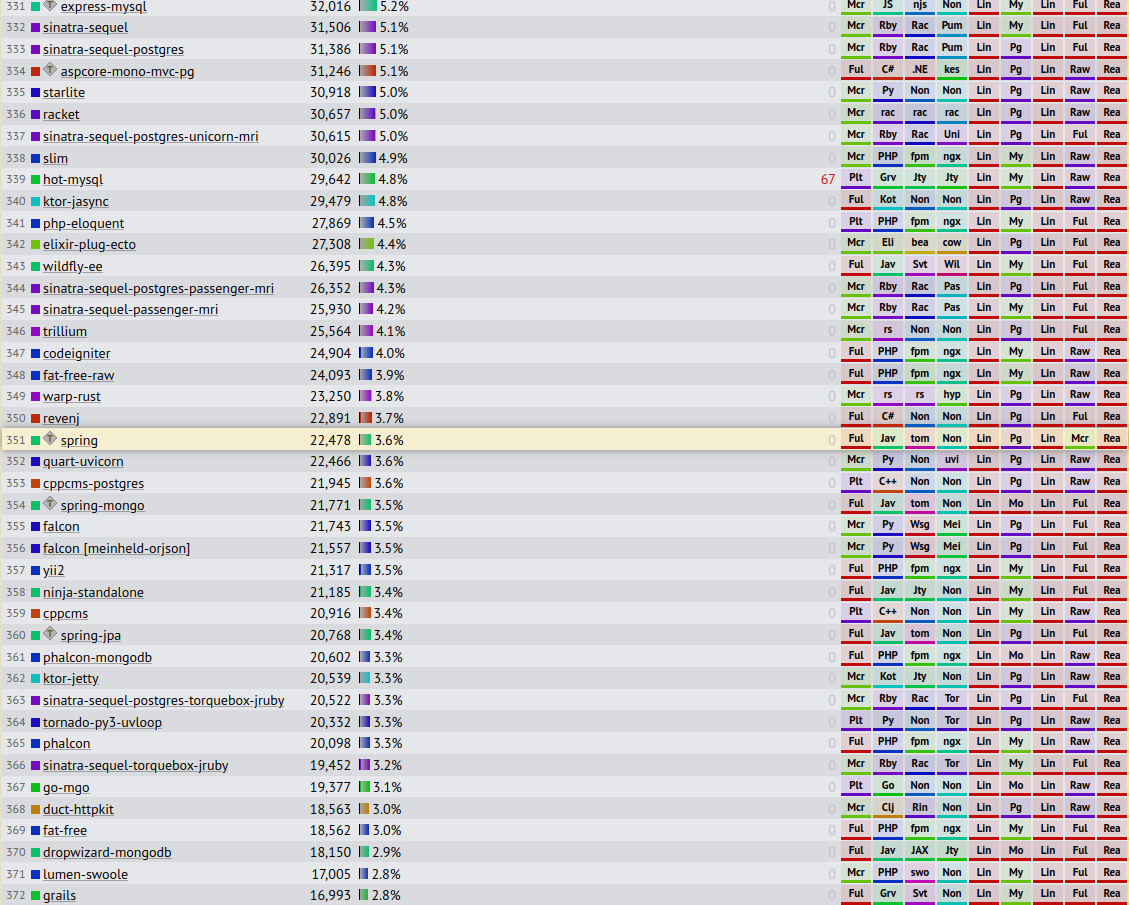 331 express-mysql 32,016 5.2% 0 Mcr JS njs Non Lin My Lin Ful Rea
332 sinatra-sequel 31,506 5.1% 0 Mcr Rby Rac Pum Lin My Lin Ful Rea
333 sinatra-sequel-postgres 31,386 5.1% 0 Mcr Rby Rac Pum Lin Pg Lin Ful Rea
334 T aspcore-mono-mvc-pg 31,246 5.1% 0 Ful C# .NE kes Lin Pg Lin Raw Rea
335 starlite 30,918 5.0% 0 Mcr Py Non Non Lin Pg Lin Raw Rea
336 racket 30,657 5.0% 0 Mcr rac rac rac Lin Pg Lin Raw Rea
337 sinatra-sequel-postgres-unicorn-mri 30,615 5.0% 0 Mcr Rby Rac Uni Lin Pg Lin Ful Rea
338 slim 30,026 4.9% 0 Mcr PHP fpm ngx Lin My Lin Raw Rea
339 hot-mysql 29,642 4.8% 67 Plt Grv Jty Jty Lin My Lin Raw Rea
340 ktor-jasync 29,479 4.8% 0 Ful Kot Non Non Lin Pg Lin Raw Rea
341 php-eloquent 27,869 4.5% 0 Plt PHP fpm ngx Lin My Lin Ful Rea
342 elixir-plug-ecto 27,308 4.4% 0 Mcr Eli bea cow Lin Pg Lin Ful Rea
343 wildfly-ee 26,395 4.3% 0 Ful Jav Svt Wil Lin My Lin Ful Rea
344 sinatra-sequel-postgres-passenger-mri 26,352 4.3% 0 Mcr Rby Rac Pas Lin Pg Lin Ful Rea
345 sinatra-sequel-passenger-mri 25,930 4.2% 0 Mcr Rby Rac Pas Lin My Lin Ful Rea
346 trillium 25,564 4.1% 0 Mcr rs Non Non Lin Pg Lin Ful Rea
347 codeigniter 24,904 4.0% 0 Ful PHP fpm ngx Lin My Lin Raw Rea
348 fat-free-raw 24,093 3.9% 0 Ful PHP fpm ngx Lin My Lin Raw Rea
349 warp-rust 23,250 3.8% 0 Mcr rs rs hyp Lin Pg Lin Raw Rea
350 revenj 22,891 3.7% 0 Ful C# Non Non Lin Pg Lin Ful Rea
351 T spring 22,478 3.6% 0 Ful Jav tom Non Lin Pg Lin Mcr Rea
352 quart-uvicorn 22,466 3.6% 0 Mcr Py Non uvi Lin Pg Lin Raw Rea
353 cppcms-postgres 21,945 3.6% 0 Plt C++ Non Non Lin Pg Lin Raw Rea
354 T spring-mongo 21,771 3.5% 0 Ful Jav tom Non Lin Mo Lin Ful Rea
355 falcon 21,743 3.5% 0 Mcr Py Wsg Mei Lin Pg Lin Ful Rea
356 falcon [meinheld-orjson] 21,557 3.5% 0 Mcr Py Wsg Mei Lin Pg Lin Ful Rea
357 yii2 21,317 3.5% 0 Ful PHP fpm ngx Lin My Lin Ful Rea
358 ninja-standalone 21,185 3.4% 0 Ful Jav Jty Non Lin My Lin Ful Rea
359 cppcms 20,916 3.4% 0 Plt C++ Non Non Lin My Lin Raw Rea
360 T spring-jpa 20,768 3.4% 0 Ful Jav tom Non Lin Pg Lin Ful Rea
361 phalcon-mongodb 20,602 3.3% 0 Ful PHP fpm ngx Lin Mo Lin Raw Rea
362 ktor-jetty 20,539 3.3% 0 Mcr Kot Jty Non Lin Pg Lin Raw Rea
363 sinatra-sequel-postgres-torquebox-jruby 20,522 3.3% 0 Mcr Rby Rac Tor Lin Pg Lin Ful Rea
364 tornado-py3-uvloop 20,332 3.3% 0 Plt Py Non Tor Lin Pg Lin Raw Rea
365 phalcon 20,098 3.3% 0 Ful PHP fpm ngx Lin My Lin Ful Rea
366 sinatra-sequel-torquebox-jruby 19,452 3.2% 0 Mcr Rby Rac Tor Lin My Lin Ful Rea
367 go-mgo 19,377 3.1% 0 Plt Go Non Non Lin Mo Lin Raw Rea
368 duct-httpkit 18,563 3.0% 0 Mcr Clj Rin Non Lin Pg Lin Raw Rea
369 fat-free 18,562 3.0% 0 Ful PHP fpm ngx Lin My Lin Ful Rea
370 dropwizard-mongodb 18,150 2.9% 0 Ful Jav JAX Jty Lin Mo Lin Ful Rea
371 lumen-swoole 17,005 2.8% 0 Mcr PHP swo Non Lin My Lin Ful Rea
372 grails 16,993 2.8% 0 Ful Grv Svt Non Lin My Lin Ful Rea